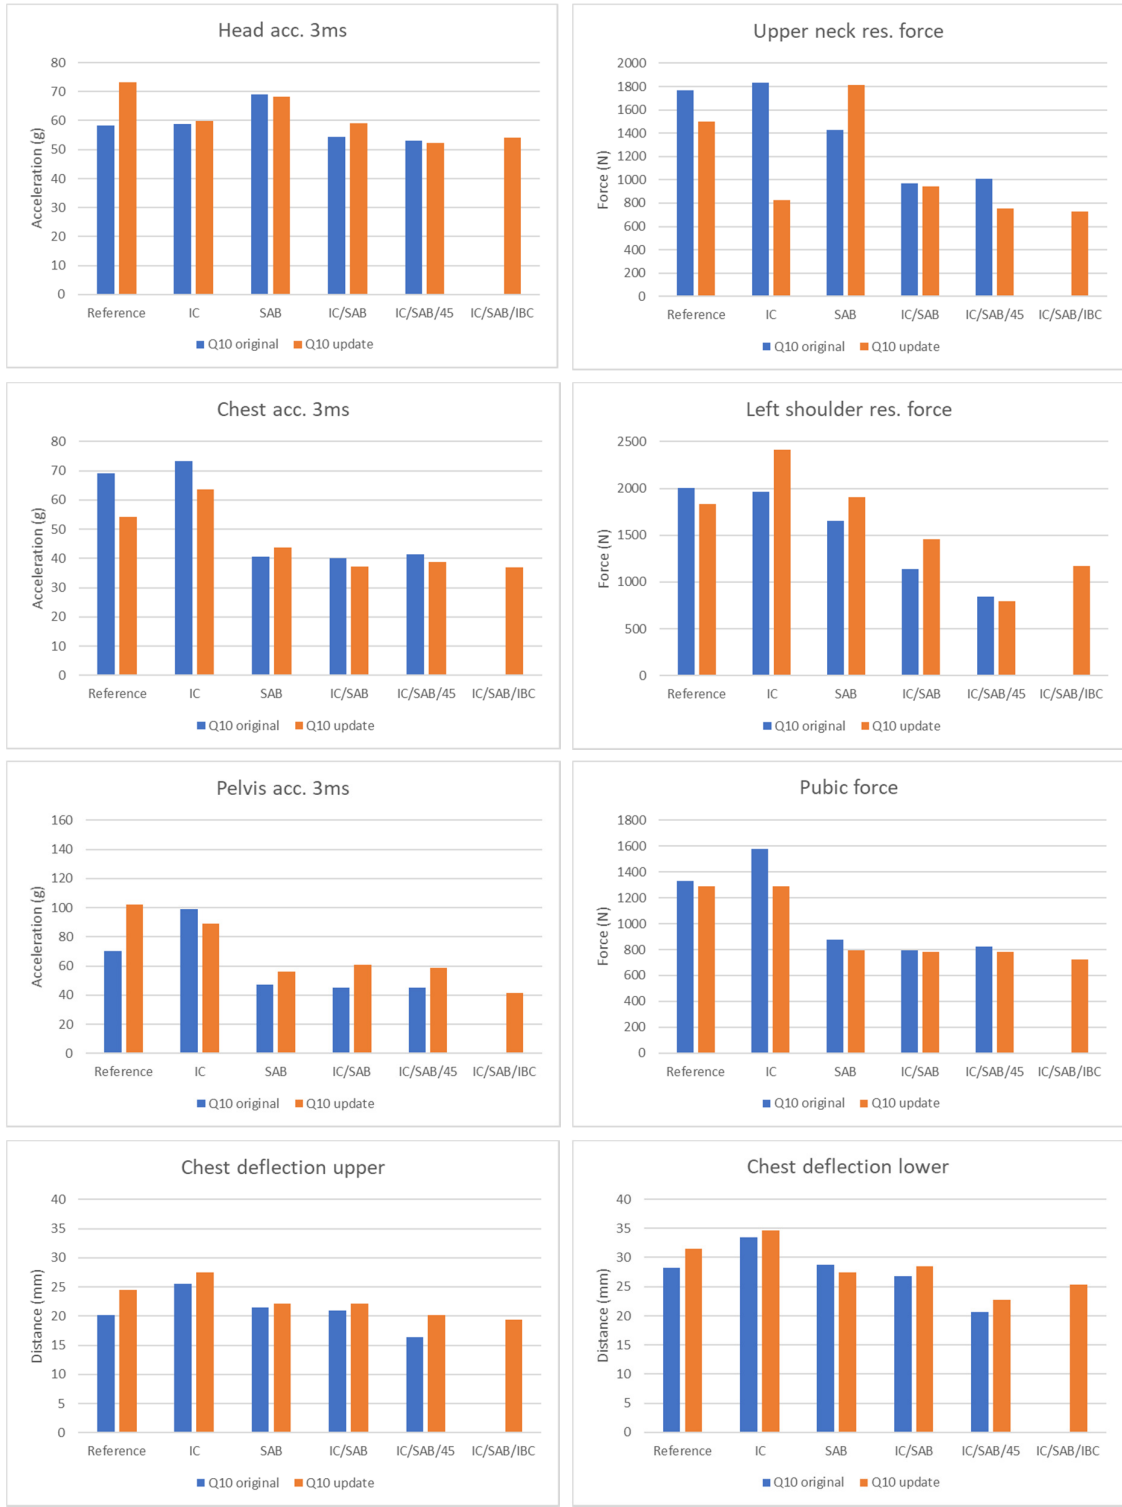 Head acc. 3ms
Acceleration (g)
80
70
60
50
40
30
20
10
0
Reference IC SAB IC/SAB IC/SAB/45 IC/SAB/IBC
Q10 original Q10 update
Upper neck res. force
Force (N)
2000
1800
1600
1400
1200
1000
800
600
400
200
0
Reference IC SAB IC/SAB IC/SAB/45 IC/SAB/IBC
Q10 original Q10 update
Chest acc. 3ms
Acceleration (g)
80
70
60
50
40
30
20
10
0
Reference IC SAB IC/SAB IC/SAB/45 IC/SAB/IBC
Q10 original Q10 update
Left shoulder res. force
Force (N)
2500
2000
1500
1000
500
0
Reference IC SAB IC/SAB IC/SAB/45 IC/SAB/IBC
Q10 original Q10 update
Pelvis acc. 3ms
Acceleration (g)
160
140
120
100
80
60
40
20
0
Reference IC SAB IC/SAB IC/SAB/45 IC/SAB/IBC
Q10 original Q10 update
Pubic force
Force (N)
1800
1600
1400
1200
1000
800
600
400
200
0
Reference IC SAB IC/SAB IC/SAB/45 IC/SAB/IBC
Q10 original Q10 update
Chest deflection upper
Distance (mm)
40
35
30
25
20
15
10
5
0
Reference IC SAB IC/SAB IC/SAB/45 IC/SAB/IBC
Q10 original Q10 update
Chest deflection lower
Distance (mm)
40
35
30
25
20
15
10
5
0
Reference IC SAB IC/SAB IC/SAB/45 IC/SAB/IBC
Q10 original Q10 update